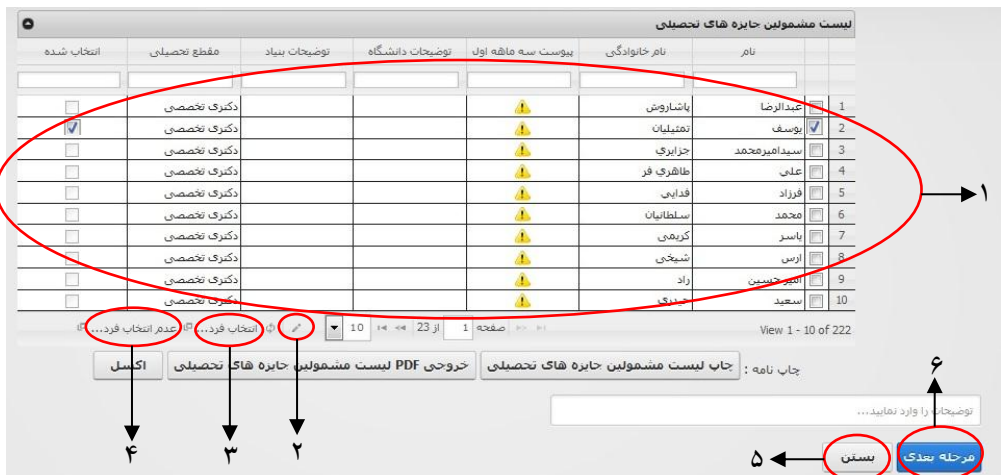 لیست مشمولین جایزه های تحصیلی
نام نام خانوادگی پیوست سه ماهه اول توضیحات دانشگاه توضیحات بنیاد مقطع تحصیلی انتخاب شده
1 عبدالرضا پاشاروش دکتری تخصصی
2 یوسف تمثیلیان دکتری تخصصی
3 سیدامیرمحمد جزایري دکتری تخصصی
4 علی طاهري فر دکتری تخصصی
5 فرزاد فدایی دکتری تخصصی
6 محمد سلطانیان دکتری تخصصی
7 یاسر کریمی دکتری تخصصی
8 ارس شیخی دکتری تخصصی
9 امیرحسین راد دکتری تخصصی
10 سعید حیدري دکتری تخصصی
۱
View 1 - 10 of 222 صفحه 1 از 23 10 انتخاب فرد... عدم انتخاب فرد...
چاپ نامه : چاپ لیست مشمولین جایزه های تحصیلی خروجی PDF لیست مشمولین جایزه های تحصیلی اکسل
۶
توضیحات را وارد نمایید...
مرحله بعدی بستن
۵ ۲ ۳ ۴